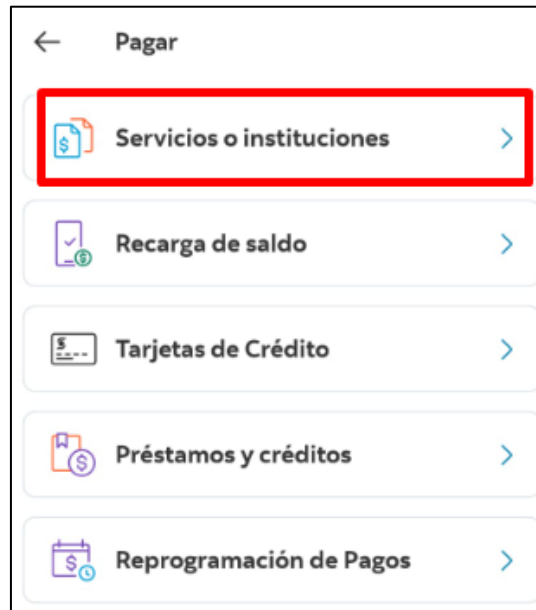 Pagar
Servicios o instituciones
Recarga de saldo
Tarjetas de Crédito
Préstamos y créditos
Reprogramación de Pagos